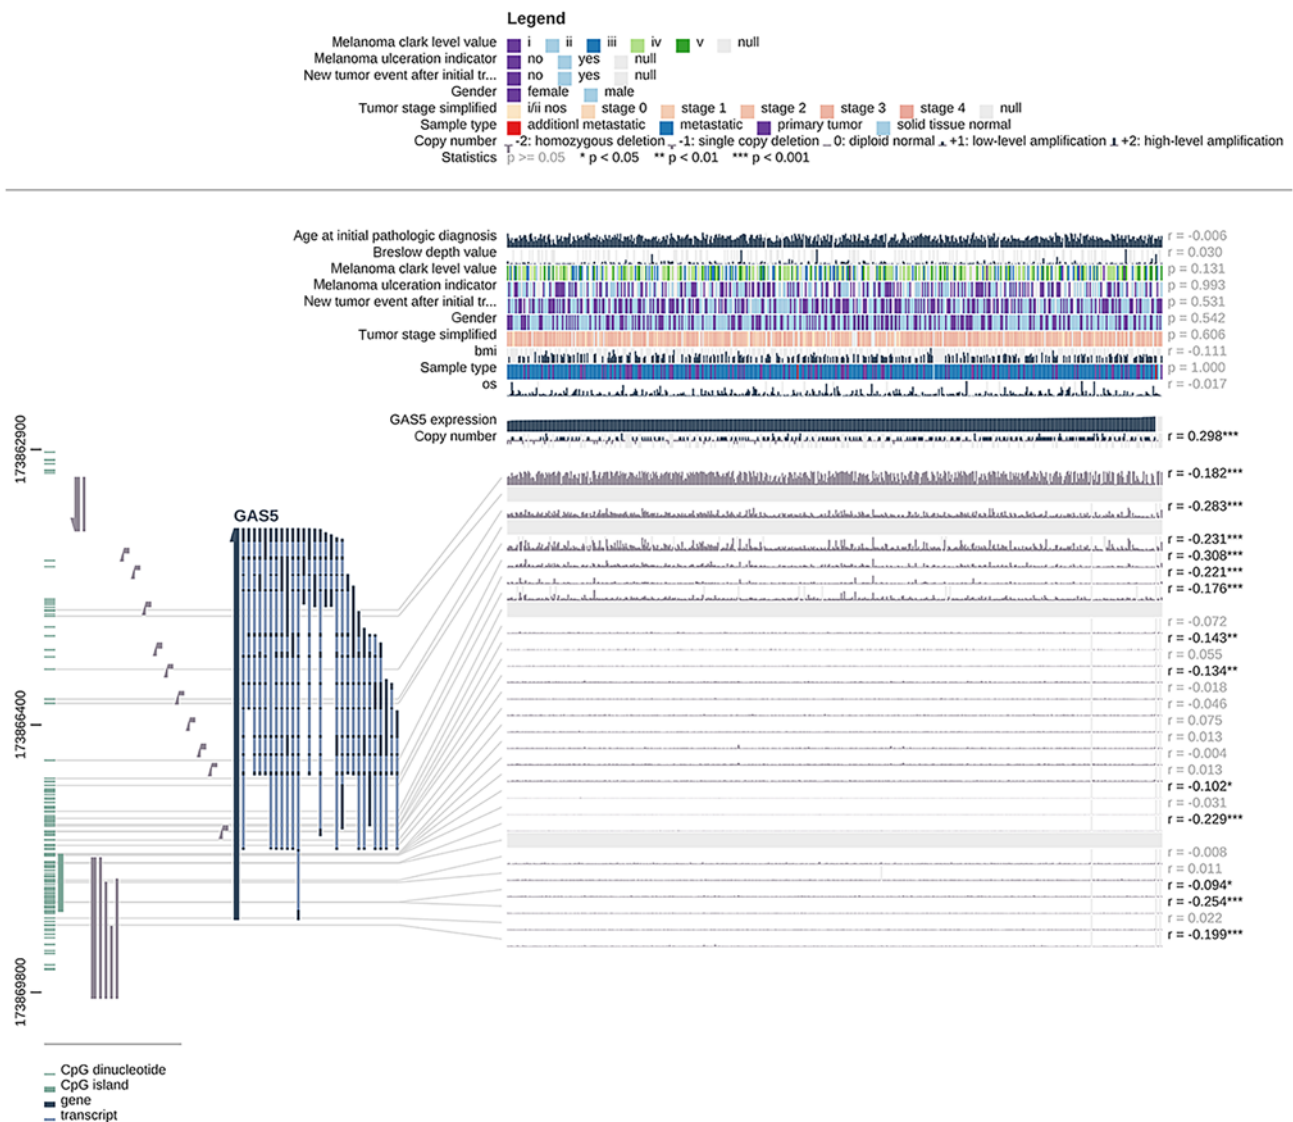 Legend
Melanoma clark level value i ii iii iv v null
Melanoma ulceration indicator no yes null
New tumor event after initial tr... no yes null
Gender female male
Tumor stage simplified i/ii nos stage 0 stage 1 stage 2 stage 3 stage 4 null
Sample type additionl metastatic metastatic primary tumor solid tissue normal
Copy number -2: homozygous deletion -1: single copy deletion 0: diploid normal +1: low-level amplification +2: high-level amplification
Statistics p >= 0.05 * p < 0.05 ** p < 0.01 *** p < 0.001
Age at initial pathologic diagnosis r = -0.006
Breslow depth value r = 0.030
Melanoma clark level value p = 0.131
Melanoma ulceration indicator p = 0.993
New tumor event after initial tr... p = 0.531
Gender p = 0.542
Tumor stage simplified p = 0.606
bmi r = -0.111
Sample type p = 1.000
os r = -0.017
GAS5 expression
Copy number r = 0.298***
173862900
r = -0.182***
r = -0.283***
GAS5
r = -0.231***
r = -0.308***
r = -0.221***
r = -0.176***
r = -0.072
r = -0.143**
r = 0.055
r = -0.134**
r = -0.018
r = -0.046
173866400
r = 0.075
r = 0.013
r = -0.004
r = 0.013
r = -0.102*
r = -0.031
r = -0.229***
r = -0.008
r = 0.011
r = -0.094*
r = -0.254***
r = 0.022
r = -0.199***
173869800
CpG dinucleotide
CpG island
gene
transcript